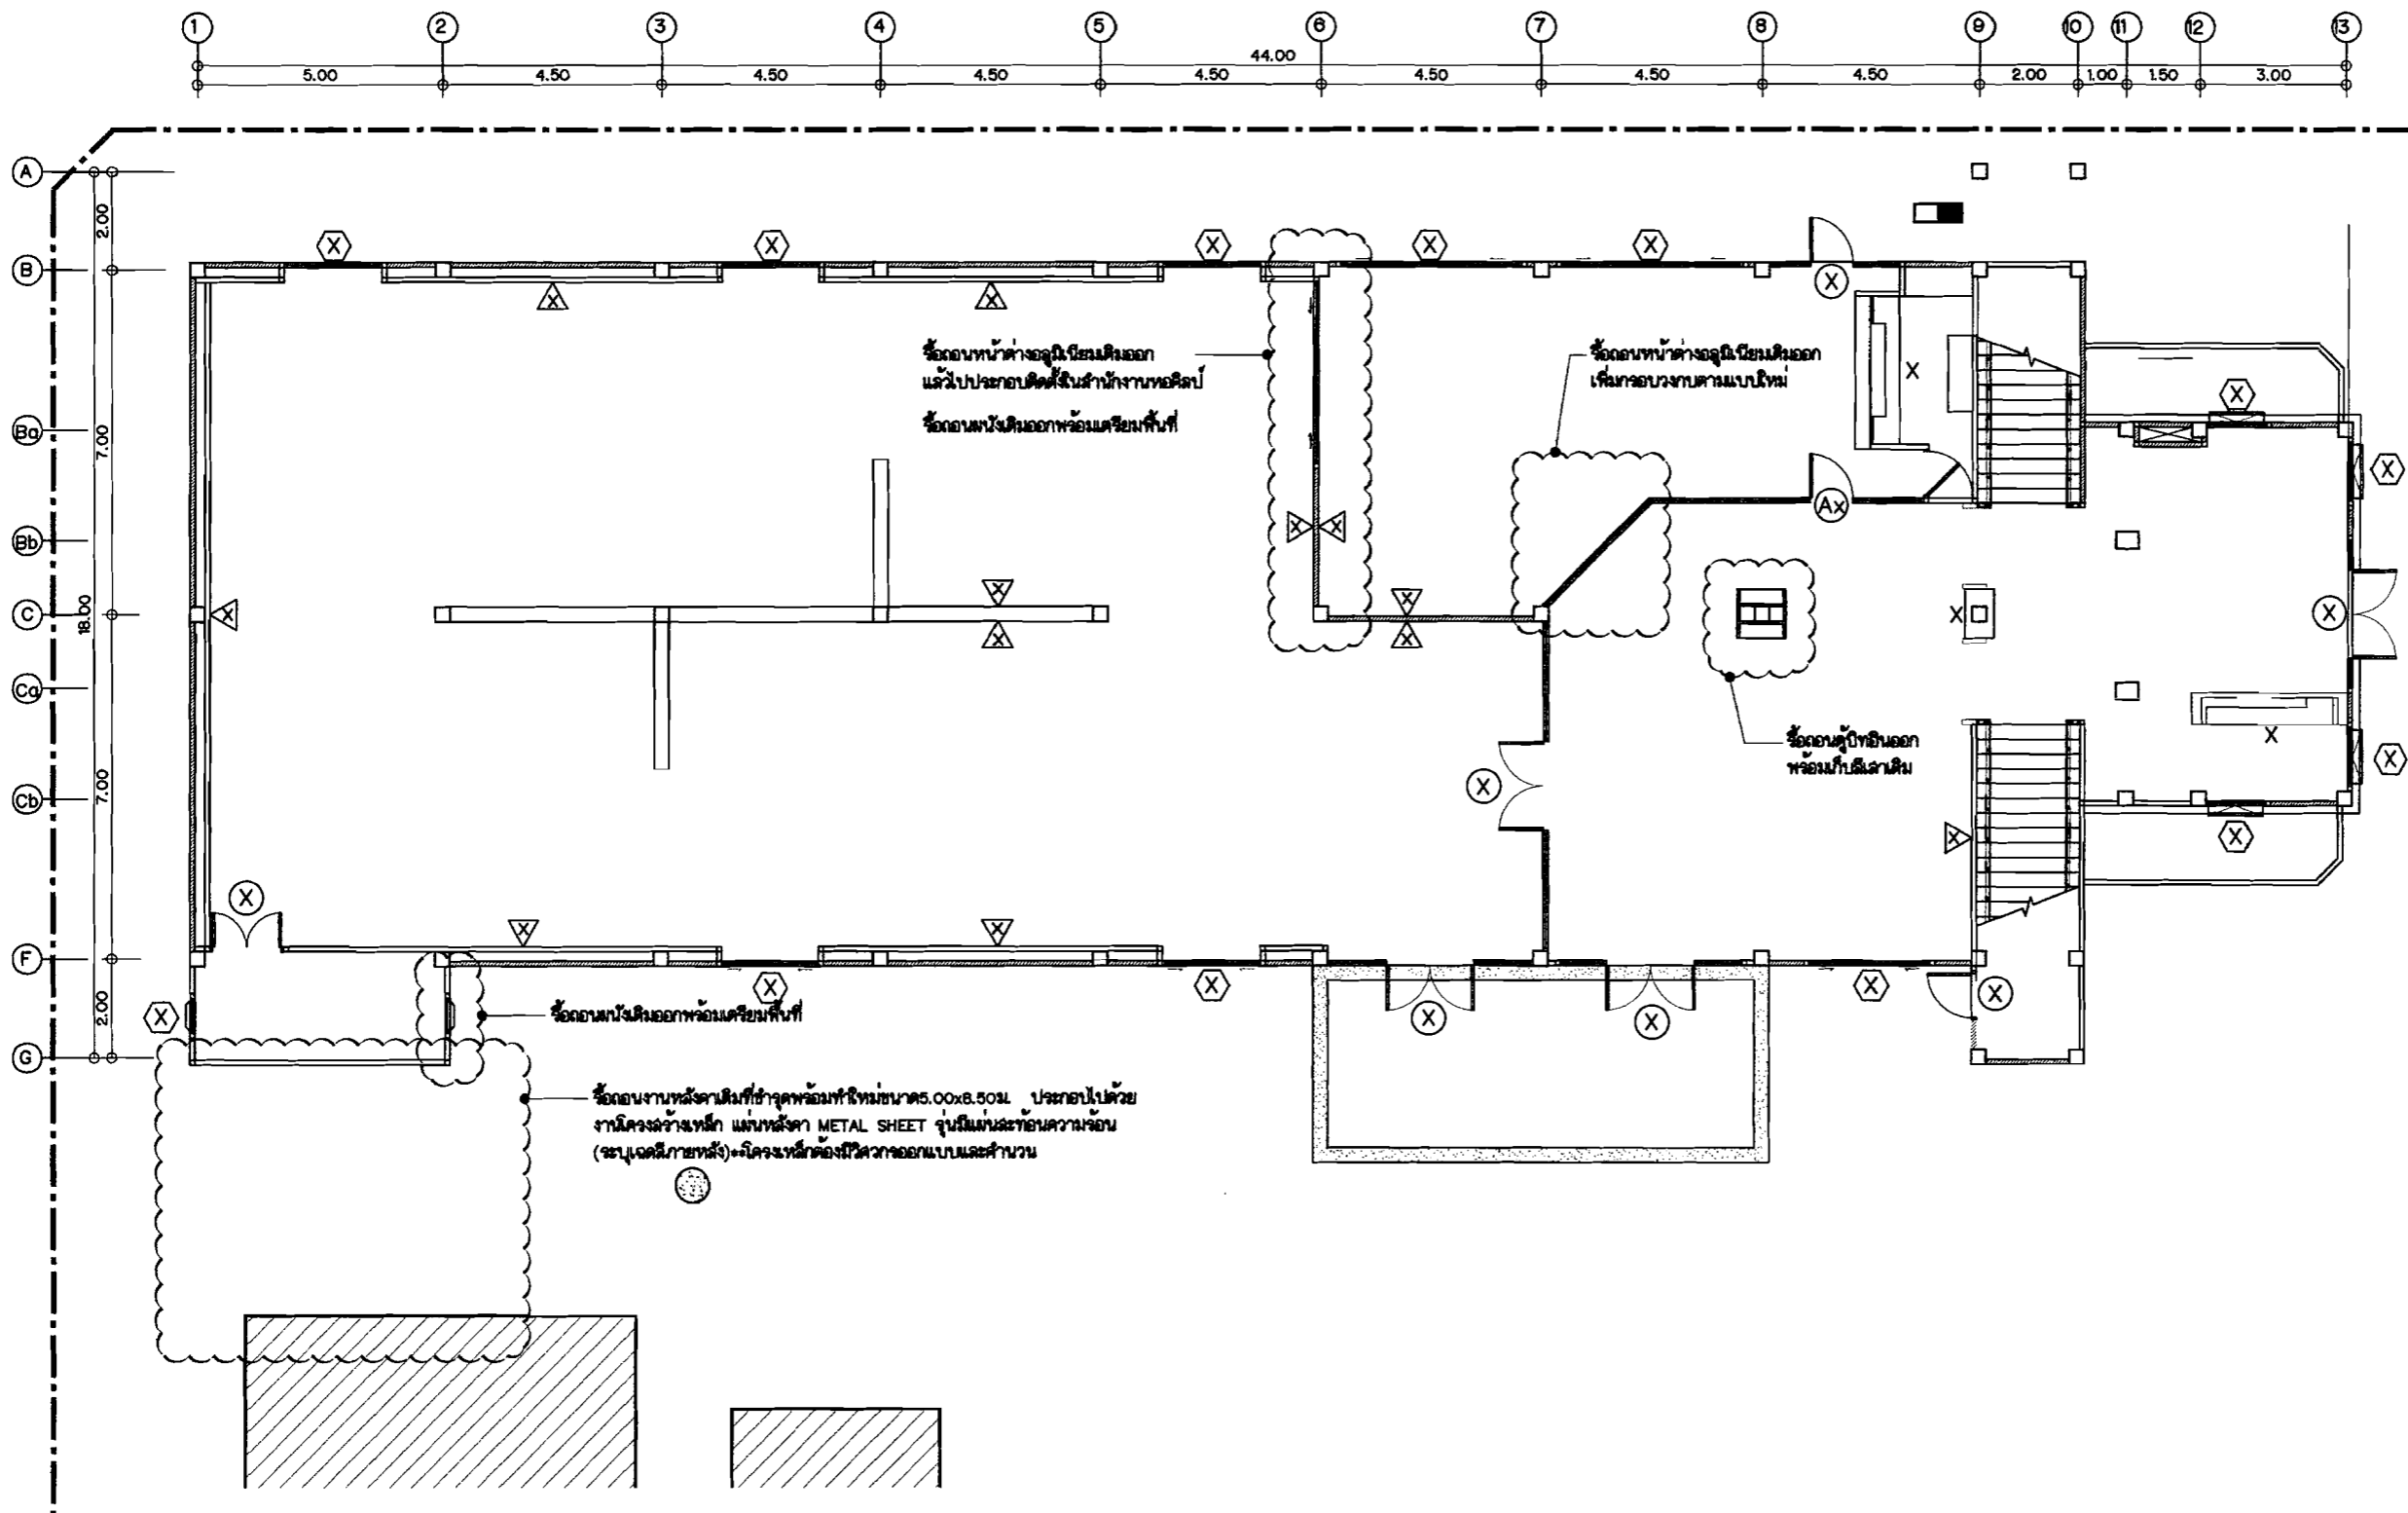 1 2 3 4 5 6 7 8 9 10 11 12 13
44.00
5.00 4.50 4.50 4.50 4.50 4.50 4.50 4.50 2.00 1.00 1.50 3.00
A
2.00
B
X X X X X
X X X
รื้อถอนหน้าต่างอลูมิเนียมเดิมออก
แล้วไปประกอบติดตั้งในสำนักงานหอศิลป์
รื้อถอนผนังเดิมออกพร้อมเตรียมพื้นที่
รื้อถอนหน้าต่างอลูมิเนียมเดิมออก
เพิ่มกรอบวงกบตามแบบใหม่
X
X
Ba
7.00
X
Bb
X X
Ax
X X
C
18.00
X
X X
X
X
Ca
รื้อถอนตู้บิทอินออก
พร้อมเก็บสีเสาเดิม
X
X
Cb
7.00
X
X
X
X
X X
F
2.00
X
X
X
X
X
X
X
X
รื้อถอนผนังเดิมออกพร้อมเตรียมพื้นที่
G
รื้อถอนงานหลังคาเดิมที่ชำรุดพร้อมทำใหม่ขนาด5.00x8.50ม. ประกอบไปด้วย
งานโครงสร้างเหล็ก แผ่นหลังคา METAL SHEET รุ่นมีแผ่นสะท้อนความร้อน
(ระบุเฉดสีภายหลัง)**โครงเหล็กต้องมีวิศวกรออกแบบและคำนวน